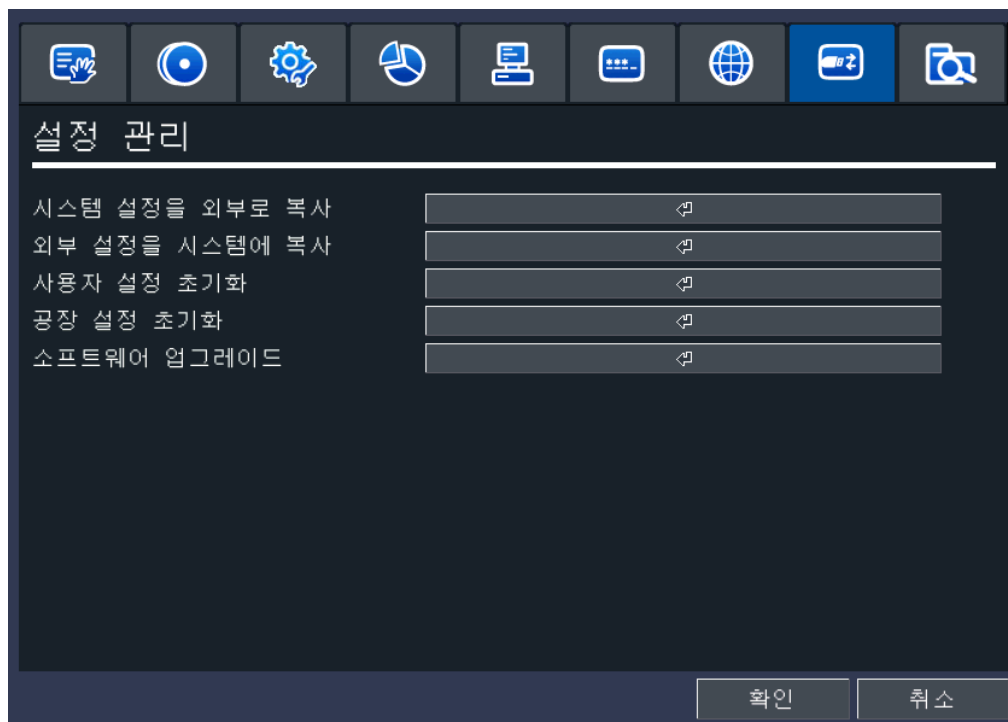 설정 관리
시스템 설정을 외부로 복사
외부 설정을 시스템에 복사
사용자 설정 초기화
공장 설정 초기화
소프트웨어 업그레이드
확인 취소